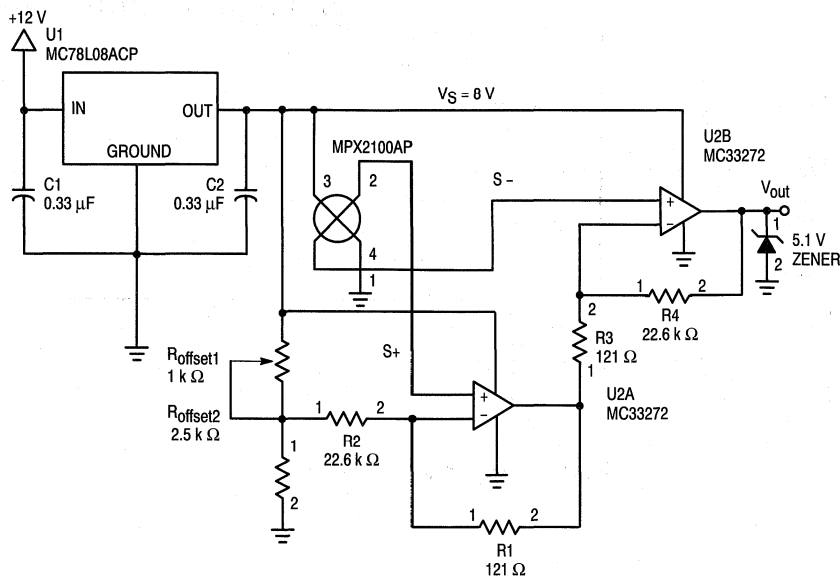 +12 V
U1
MC78L08ACP
IN
OUT
GROUND
C1
0.33 µF
C2
0.33 µF
V_S = 8 V
MPX2100AP
3
2
4
1
S –
S+
U2B
MC33272
+
–
V_out
1
2
5.1 V
ZENER
1
2
R4
22.6 k Ω
2
R3
121 Ω
1
U2A
MC33272
+
–
R_offset1
1 k Ω
R_offset2
2.5 k Ω
1
2
1
2
R2
22.6 k Ω
1
2
R1
121 Ω